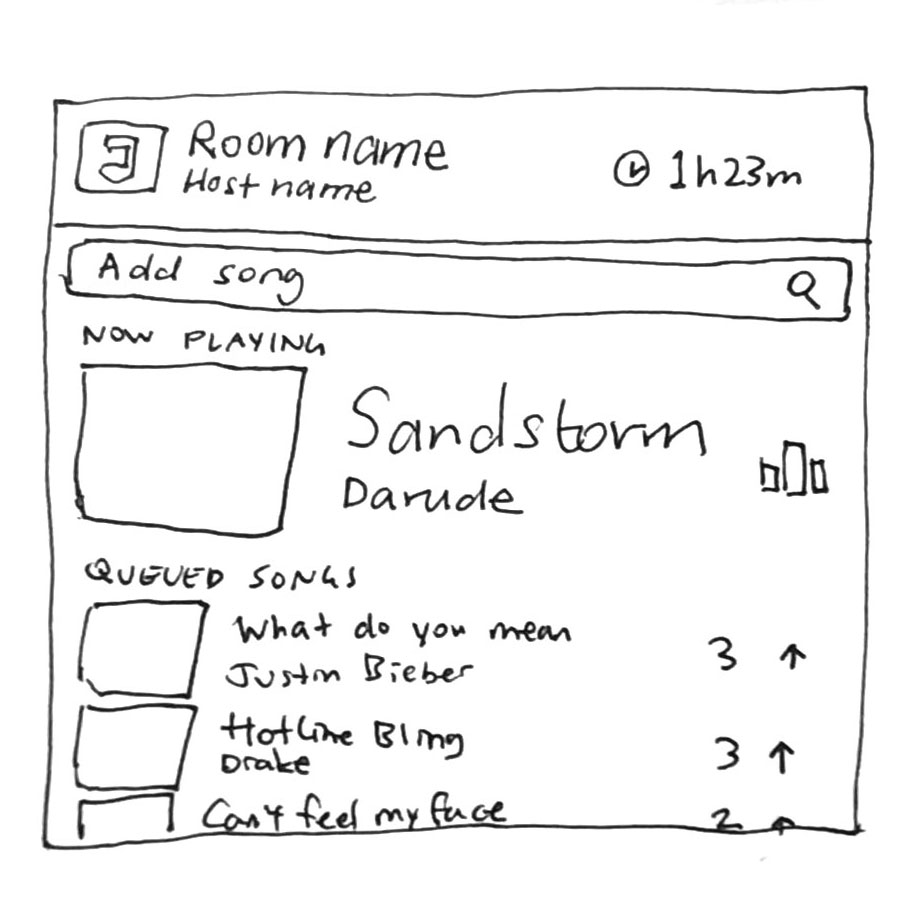 Room name
Host name
1h23m
Add song
NOW PLAYING
Sandstorm
Darude
QUEUED SONGS
What do you mean
Justin Bieber
3 ↑
Hotline Bling
Drake
3 ↑
Can't feel my face
2 ↑